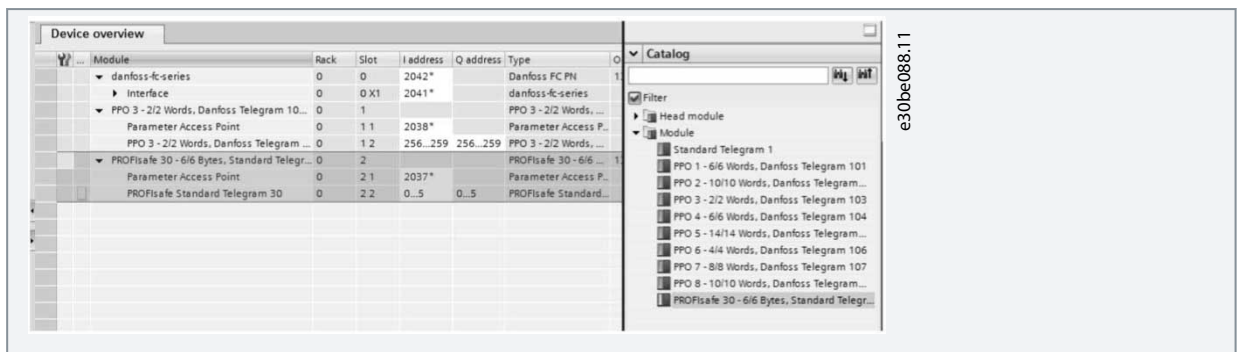 Device overview
... Module Rack Slot I address Q address Type O
danfoss-fc-series 0 0 2042* Danfoss FC PN 1
Interface 0 0 X1 2041* danfoss-fc-series
PPO 3 - 2/2 Words, Danfoss Telegram 10... 0 1 PPO 3 - 2/2 Words, ...
Parameter Access Point 0 1 1 2038* Parameter Access P...
PPO 3 - 2/2 Words, Danfoss Telegram ... 0 1 2 256...259 256...259 PPO 3 - 2/2 Words, ...
PROFIsafe 30 - 6/6 Bytes, Standard Telegr... 0 2 PROFIsafe 30 - 6/6 ... 1
Parameter Access Point 0 2 1 2037* Parameter Access P...
PROFIsafe Standard Telegram 30 0 2 2 0...5 0...5 PROFIsafe Standard...
Catalog
Filter
Head module
Module
Standard Telegram 1
PPO 1 - 6/6 Words, Danfoss Telegram 101
PPO 2 - 10/10 Words, Danfoss Telegram...
PPO 3 - 2/2 Words, Danfoss Telegram 103
PPO 4 - 6/6 Words, Danfoss Telegram 104
PPO 5 - 14/14 Words, Danfoss Telegram...
PPO 6 - 4/4 Words, Danfoss Telegram 106
PPO 7 - 8/8 Words, Danfoss Telegram 107
PPO 8 - 10/10 Words, Danfoss Telegram...
PROFIsafe 30 - 6/6 Bytes, Standard Telegr...
e30be088.11